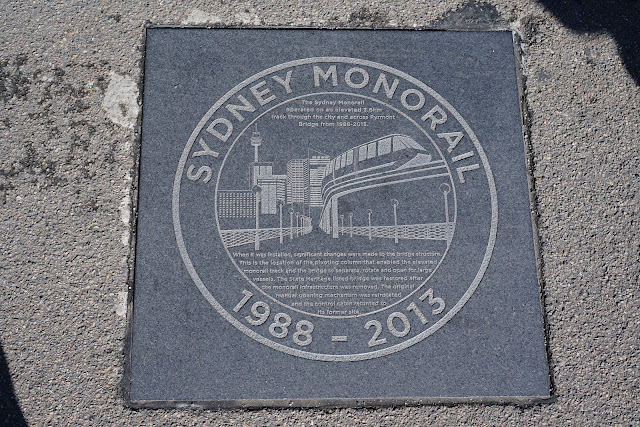 SYDNEY MONORAIL
The Sydney Monorail
operated on an elevated 3.6km
track through the city and across Pyrmont
Bridge from 1988-2013.
When it was installed, significant changes were made to the bridge structure.
This is the location of the pivoting column that enabled the elevated
monorail track and the bridge to separate, rotate and open for large
vessels. The State Heritage listed bridge was restored after
the monorail infrastructure was removed. The original
manual opening mechanism was reinstated
and the control cabin returned to
its former site.
1988 – 2013